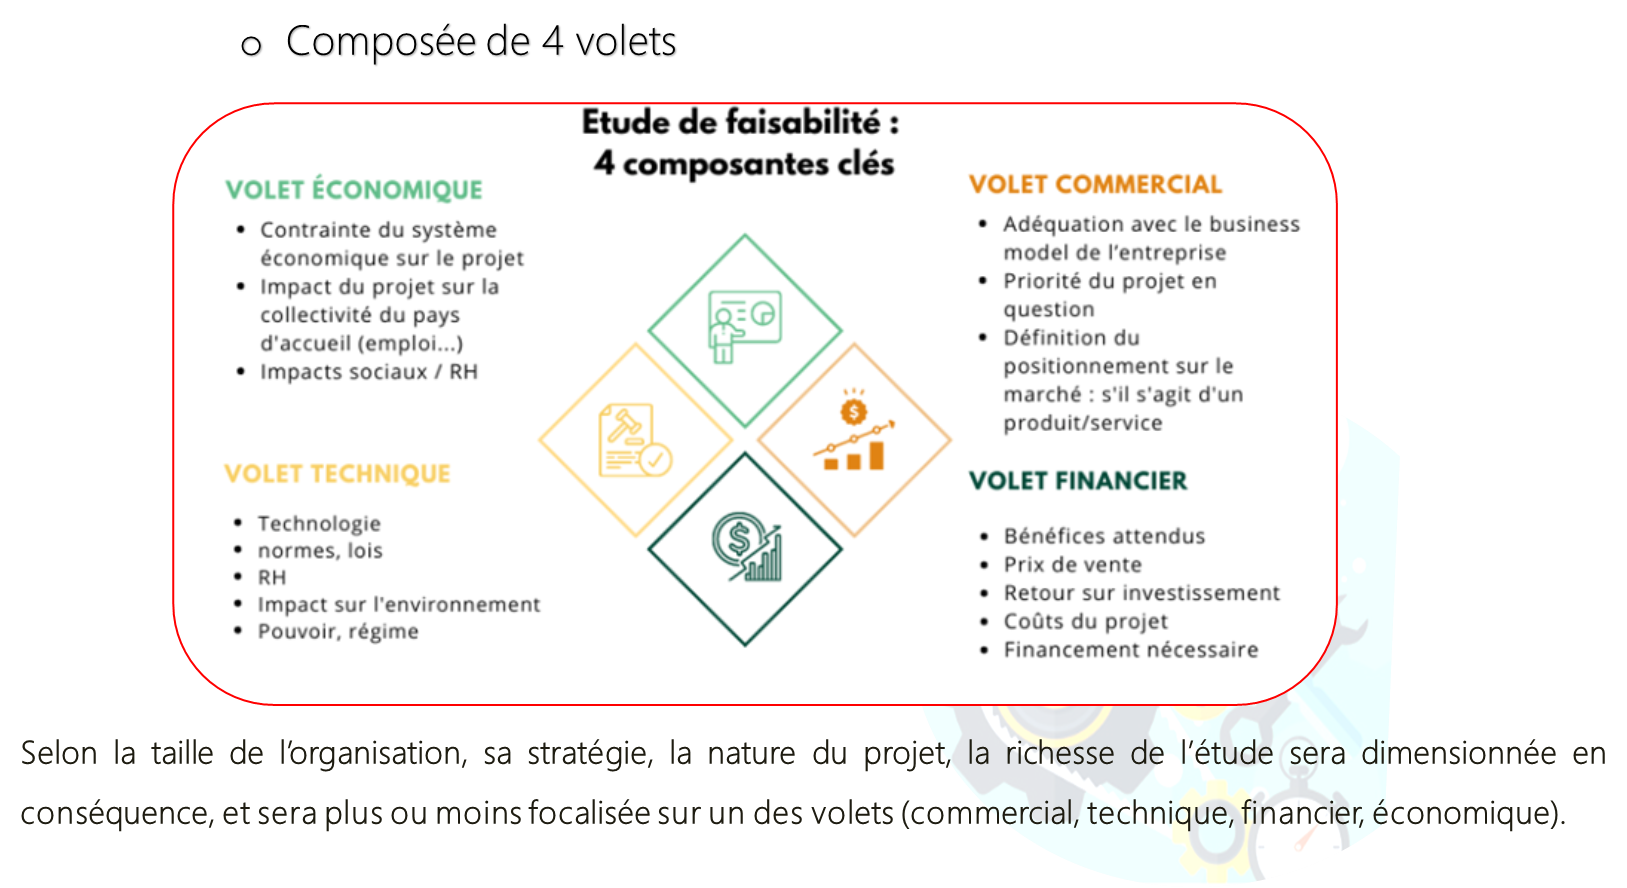 o Composée de 4 volets
Etude de faisabilité :
4 composantes clés
VOLET ÉCONOMIQUE
• Contrainte du système
économique sur le projet
• Impact du projet sur la
collectivité du pays
d'accueil (emploi...)
• Impacts sociaux / RH
VOLET COMMERCIAL
• Adéquation avec le business
model de l'entreprise
• Priorité du projet en
question
• Définition du
positionnement sur le
marché : s'il s'agit d'un
produit/service
VOLET TECHNIQUE
• Technologie
• normes, lois
• RH
• Impact sur l'environnement
• Pouvoir, régime
VOLET FINANCIER
• Bénéfices attendus
• Prix de vente
• Retour sur investissement
• Coûts du projet
• Financement nécessaire
Selon la taille de l’organisation, sa stratégie, la nature du projet, la richesse de l’étude sera dimensionnée en
conséquence, et sera plus ou moins focalisée sur un des volets (commercial, technique, financier, économique).